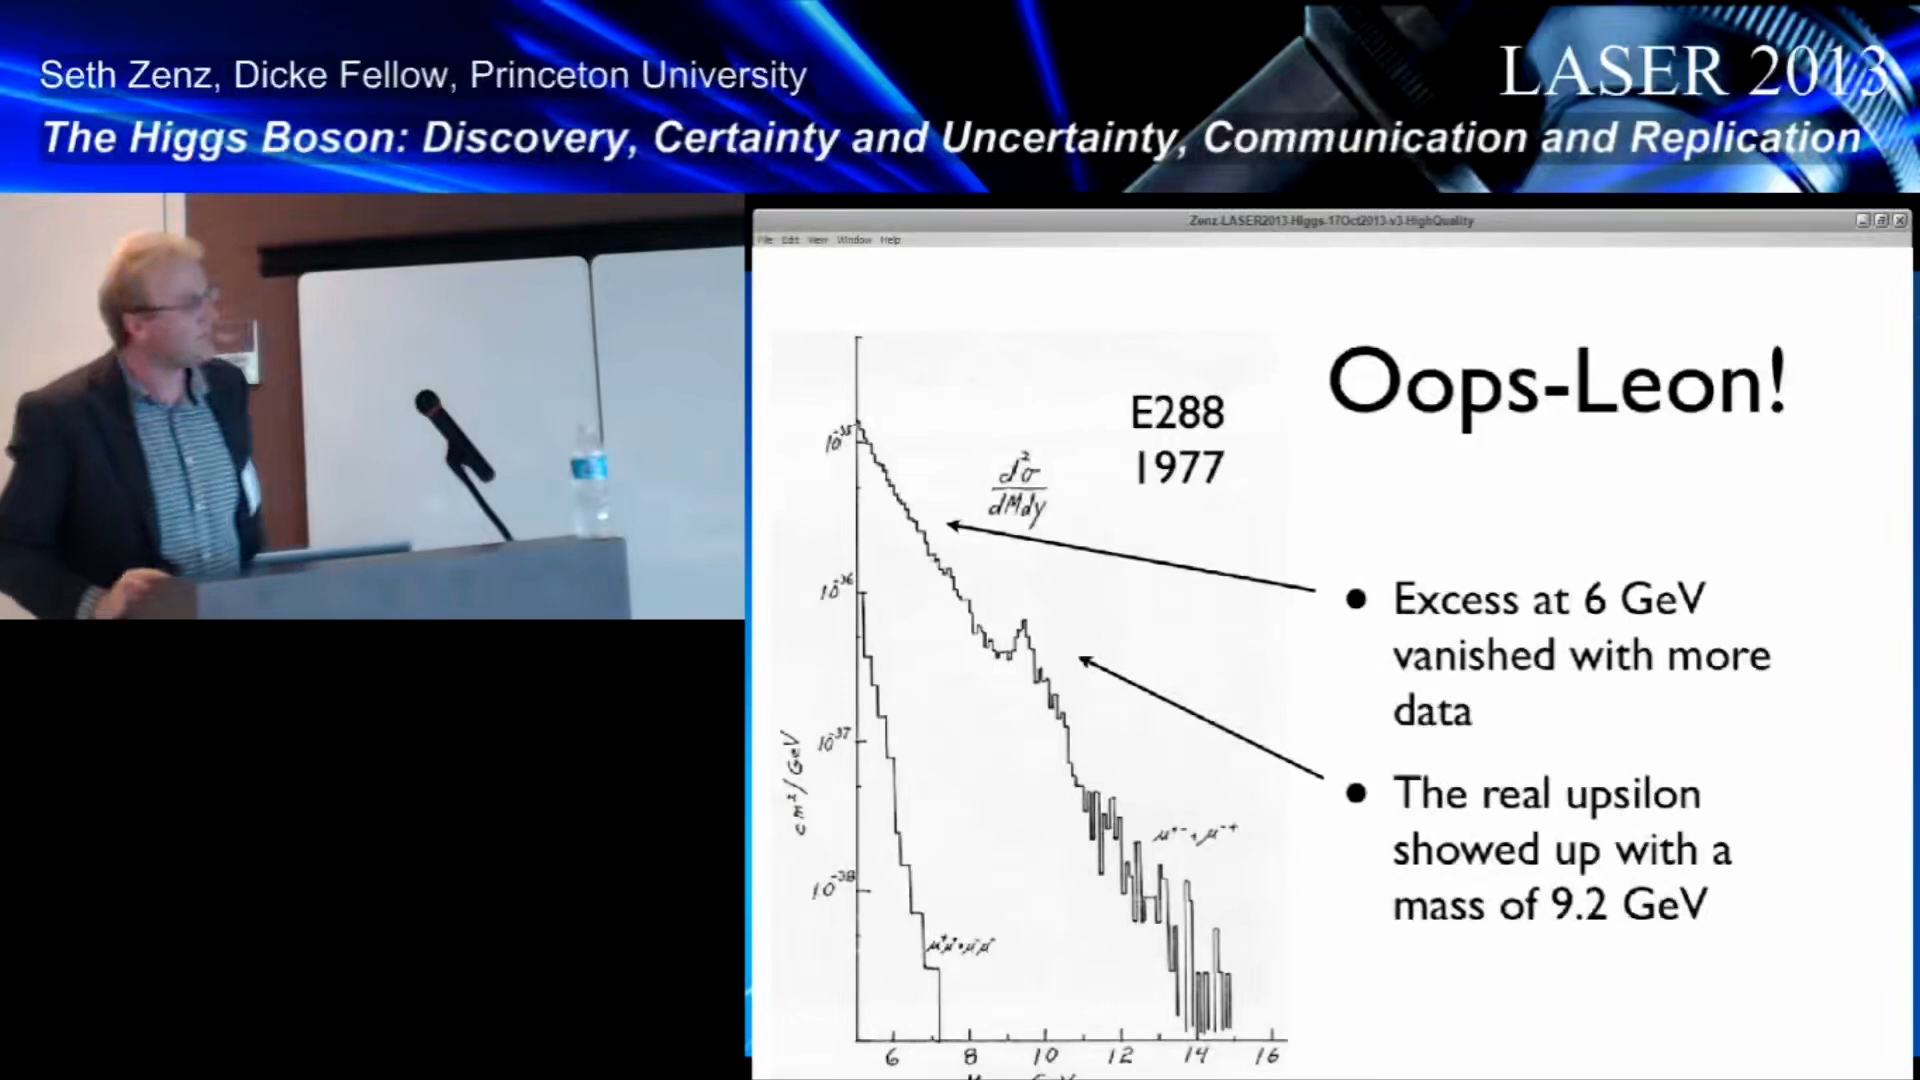 Seth Zenz, Dicke Fellow, Princeton University
LASER 2013
The Higgs Boson: Discovery, Certainty and Uncertainty, Communication and Replication
Zenz-LASER2013-Higgs-17Oct2013-v3-HighQuality
File Edit View Window Help
Oops-Leon!
E288
1977
d²σ
dMdy
10⁻³⁵
10⁻³⁶
10⁻³⁷
10⁻³⁸
cm²/GeV
• Excess at 6 GeV
vanished with more
data
• The real upsilon
showed up with a
mass of 9.2 GeV
6 8 10 12 14 16